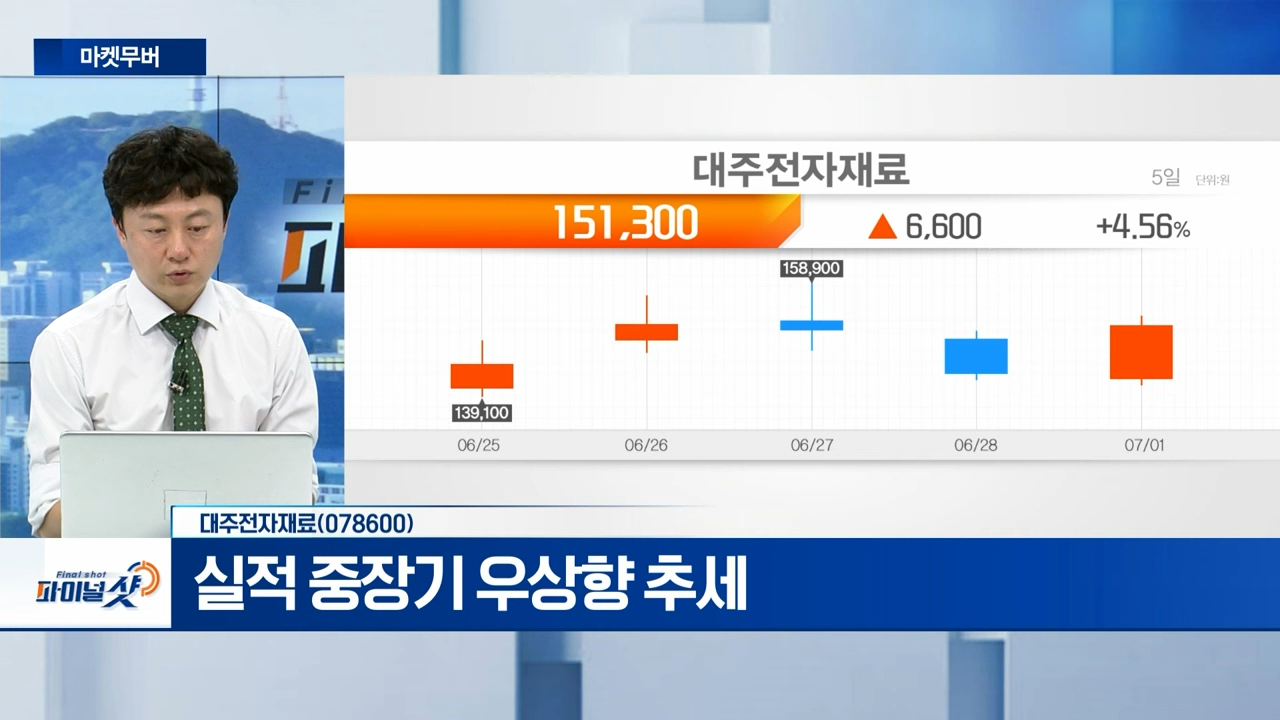 마켓무버
Fi
파
대주전자재료
5일 단위:원
151,300 ▲ 6,600 +4.56%
158,900
139,100
06/25 06/26 06/27 06/28 07/01
대주전자재료(078600)
Final shot
파이널샷
실적 중장기 우상향 추세